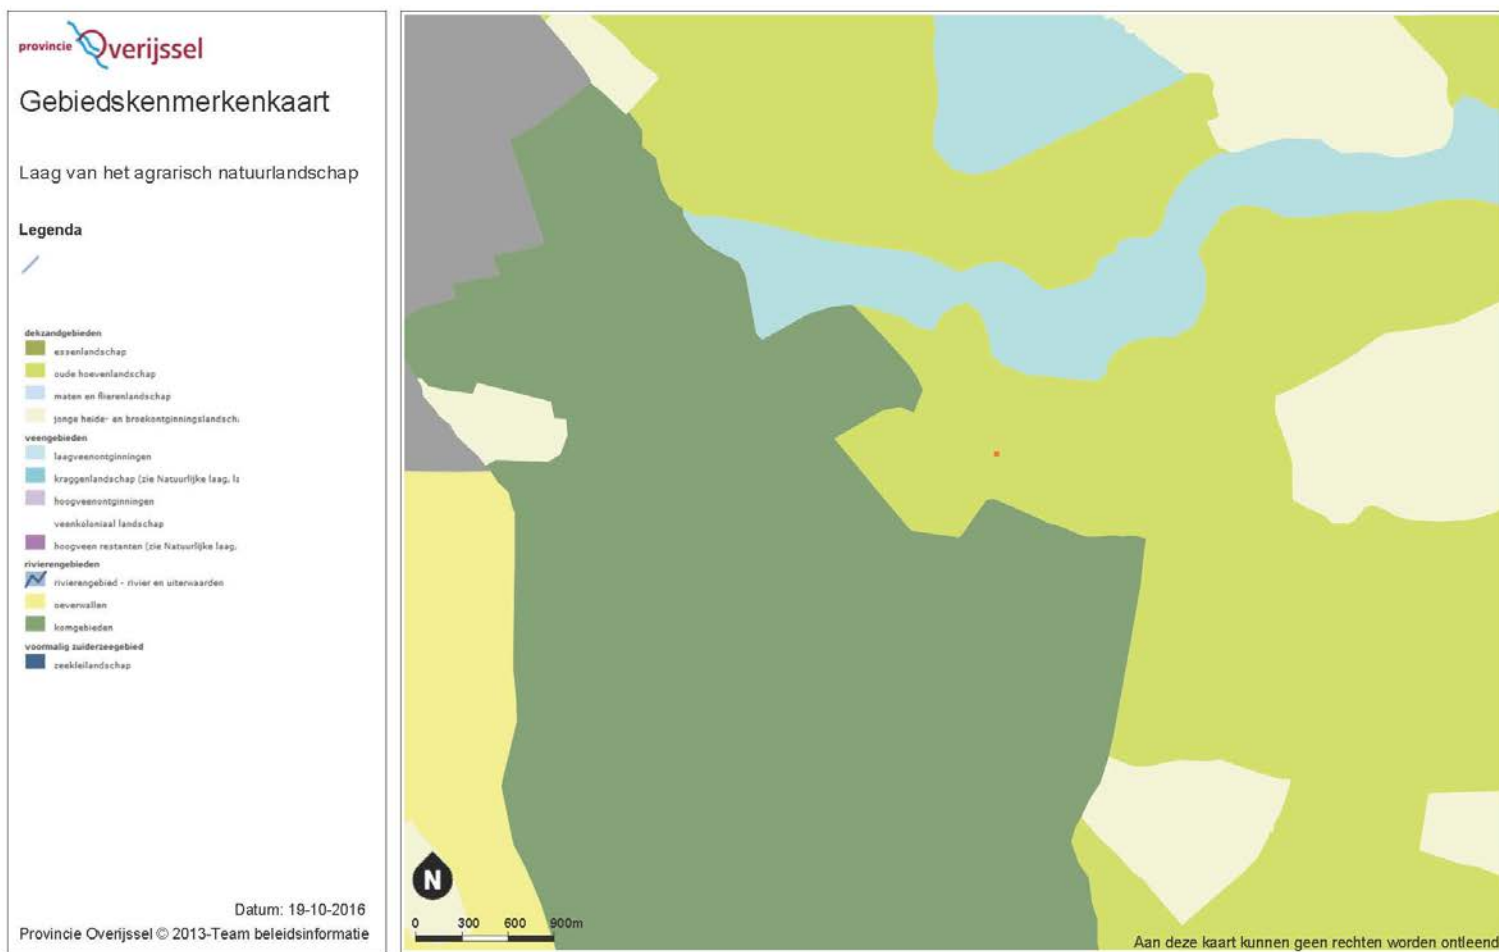 provincie Overijssel
Gebiedskenmerkenkaart
Laag van het agrarisch natuurlandschap
Legenda
dekzandgebieden
essenlandschap
oude hoevenlandschap
maten en flierenlandschap
jonge heide- en broekontginningslandsch.
veengebieden
laagveenontginningen
kraggenlandschap (zie Natuurlijke laag, la
hoogveenontginningen
veenkoloniaal landschap
hoogveen restanten (zie Natuurlijke laag,
rivierengebieden
rivierengebied - rivier en uiterwaarden
oeverwallen
komgebieden
voormalig zuiderzeegebied
zeekleilandschap
Datum: 19-10-2016
Provincie Overijssel © 2013-Team beleidsinformatie
N
0 300 600 900m
Aan deze kaart kunnen geen rechten worden ontleend